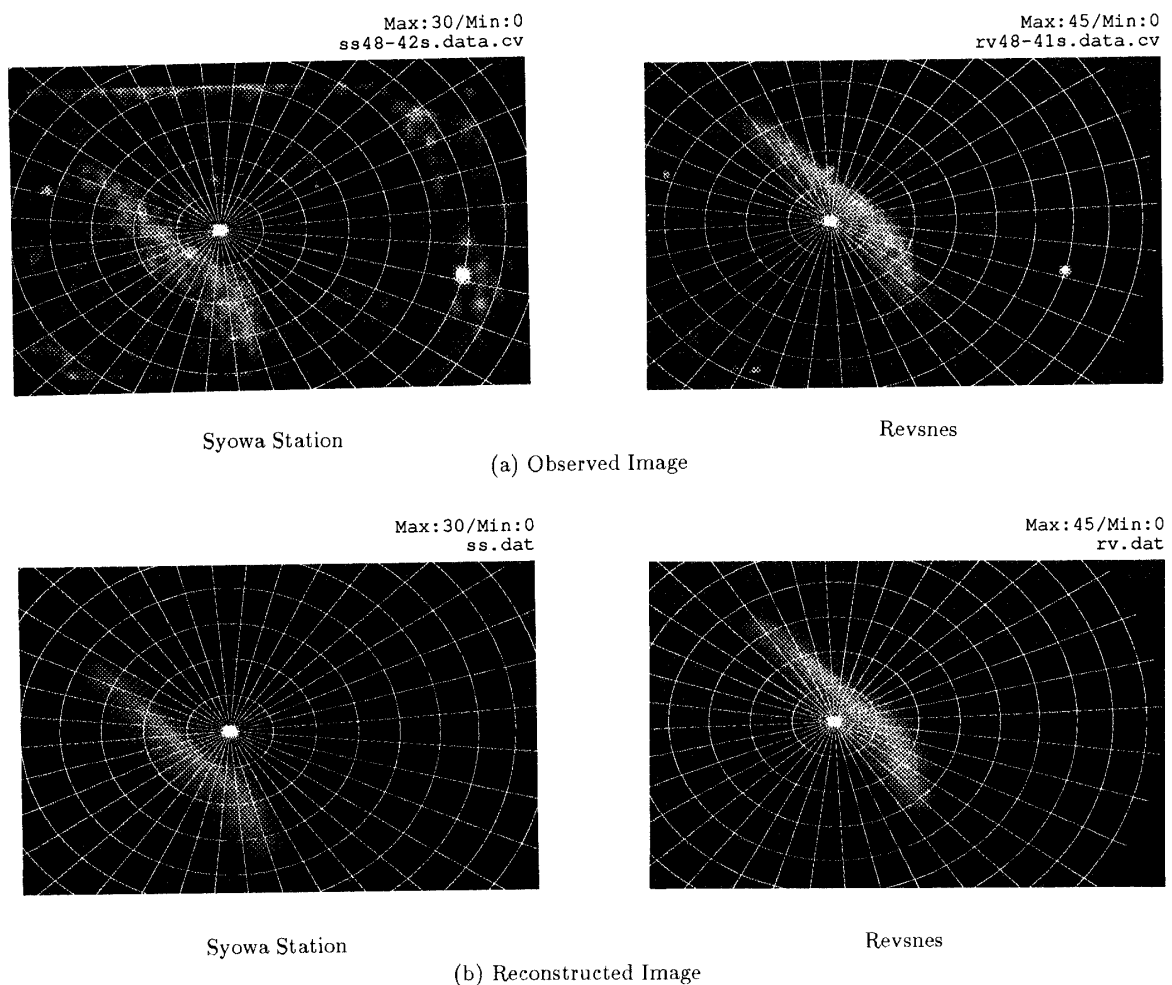 Max:30/Min:0
ss48-42s.data.cv
Max:45/Min:0
rv48-41s.data.cv
Syowa Station
Revsnes
(a) Observed Image
Max:30/Min:0
ss.dat
Max:45/Min:0
rv.dat
Syowa Station
Revsnes
(b) Reconstructed Image